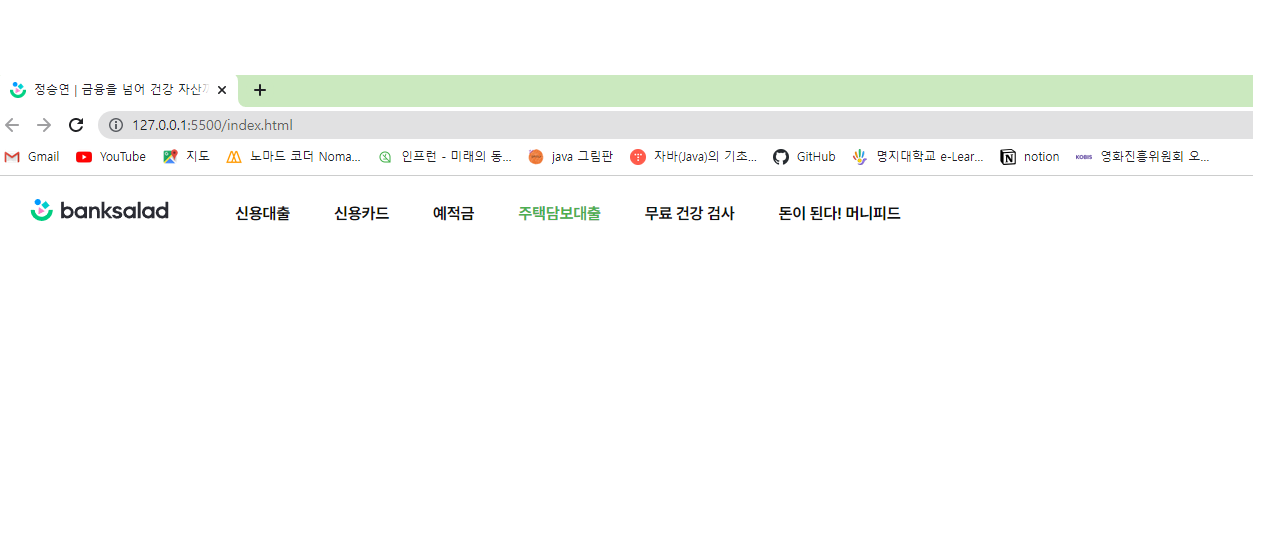 정승연 | 금융을 넘어 건강 자산까
127.0.0.1:5500/index.html
Gmail YouTube 지도 노마드 코더 Noma... 인프런 - 미래의 동... java 그림판 자바(Java)의 기초... GitHub 명지대학교 e-Lear... notion KOBIS 영화진흥위원회 오...
banksalad 신용대출 신용카드 예적금 주택담보대출 무료 건강 검사 돈이 된다! 머니피드